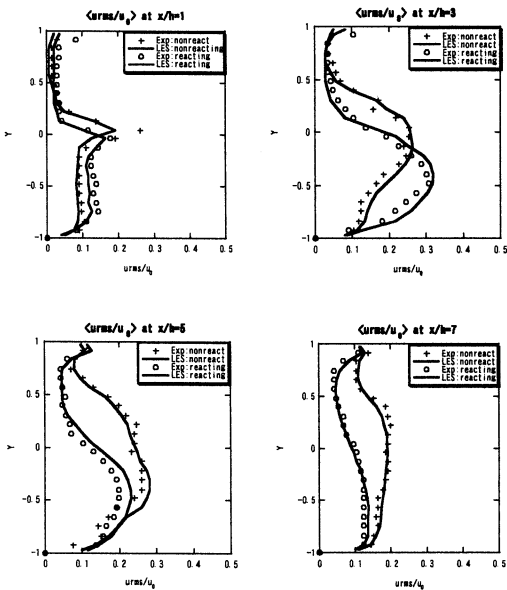 <urms/u₀> at x/h=1
+ Exp:nonreact
LES:nonreacting
o Exp:reacting
LES:reacting
1
0.5
0
-0.5
-1
Y
0 0.1 0.2 0.3 0.4 0.5
urms/u₀
<urms/u₀> at x/h=3
+ Exp:nonreact
LES:nonreacting
o Exp:reacting
LES:reacting
1
0.5
0
-0.5
-1
Y
0 0.1 0.2 0.3 0.4 0.5
urms/u₀
<urms/u₀> at x/h=5
+ Exp:nonreact
LES:nonreact
o Exp:reacting
LES:reacting
1
0.5
0
-0.5
-1
Y
0 0.1 0.2 0.3 0.4 0.5
urms/u₀
<urms/u₀> at x/h=7
+ Exp:nonreact
LES:nonreact
o Exp:reacting
LES:reacting
1
0.5
0
-0.5
-1
Y
0 0.1 0.2 0.3 0.4 0.5
urms/u₀